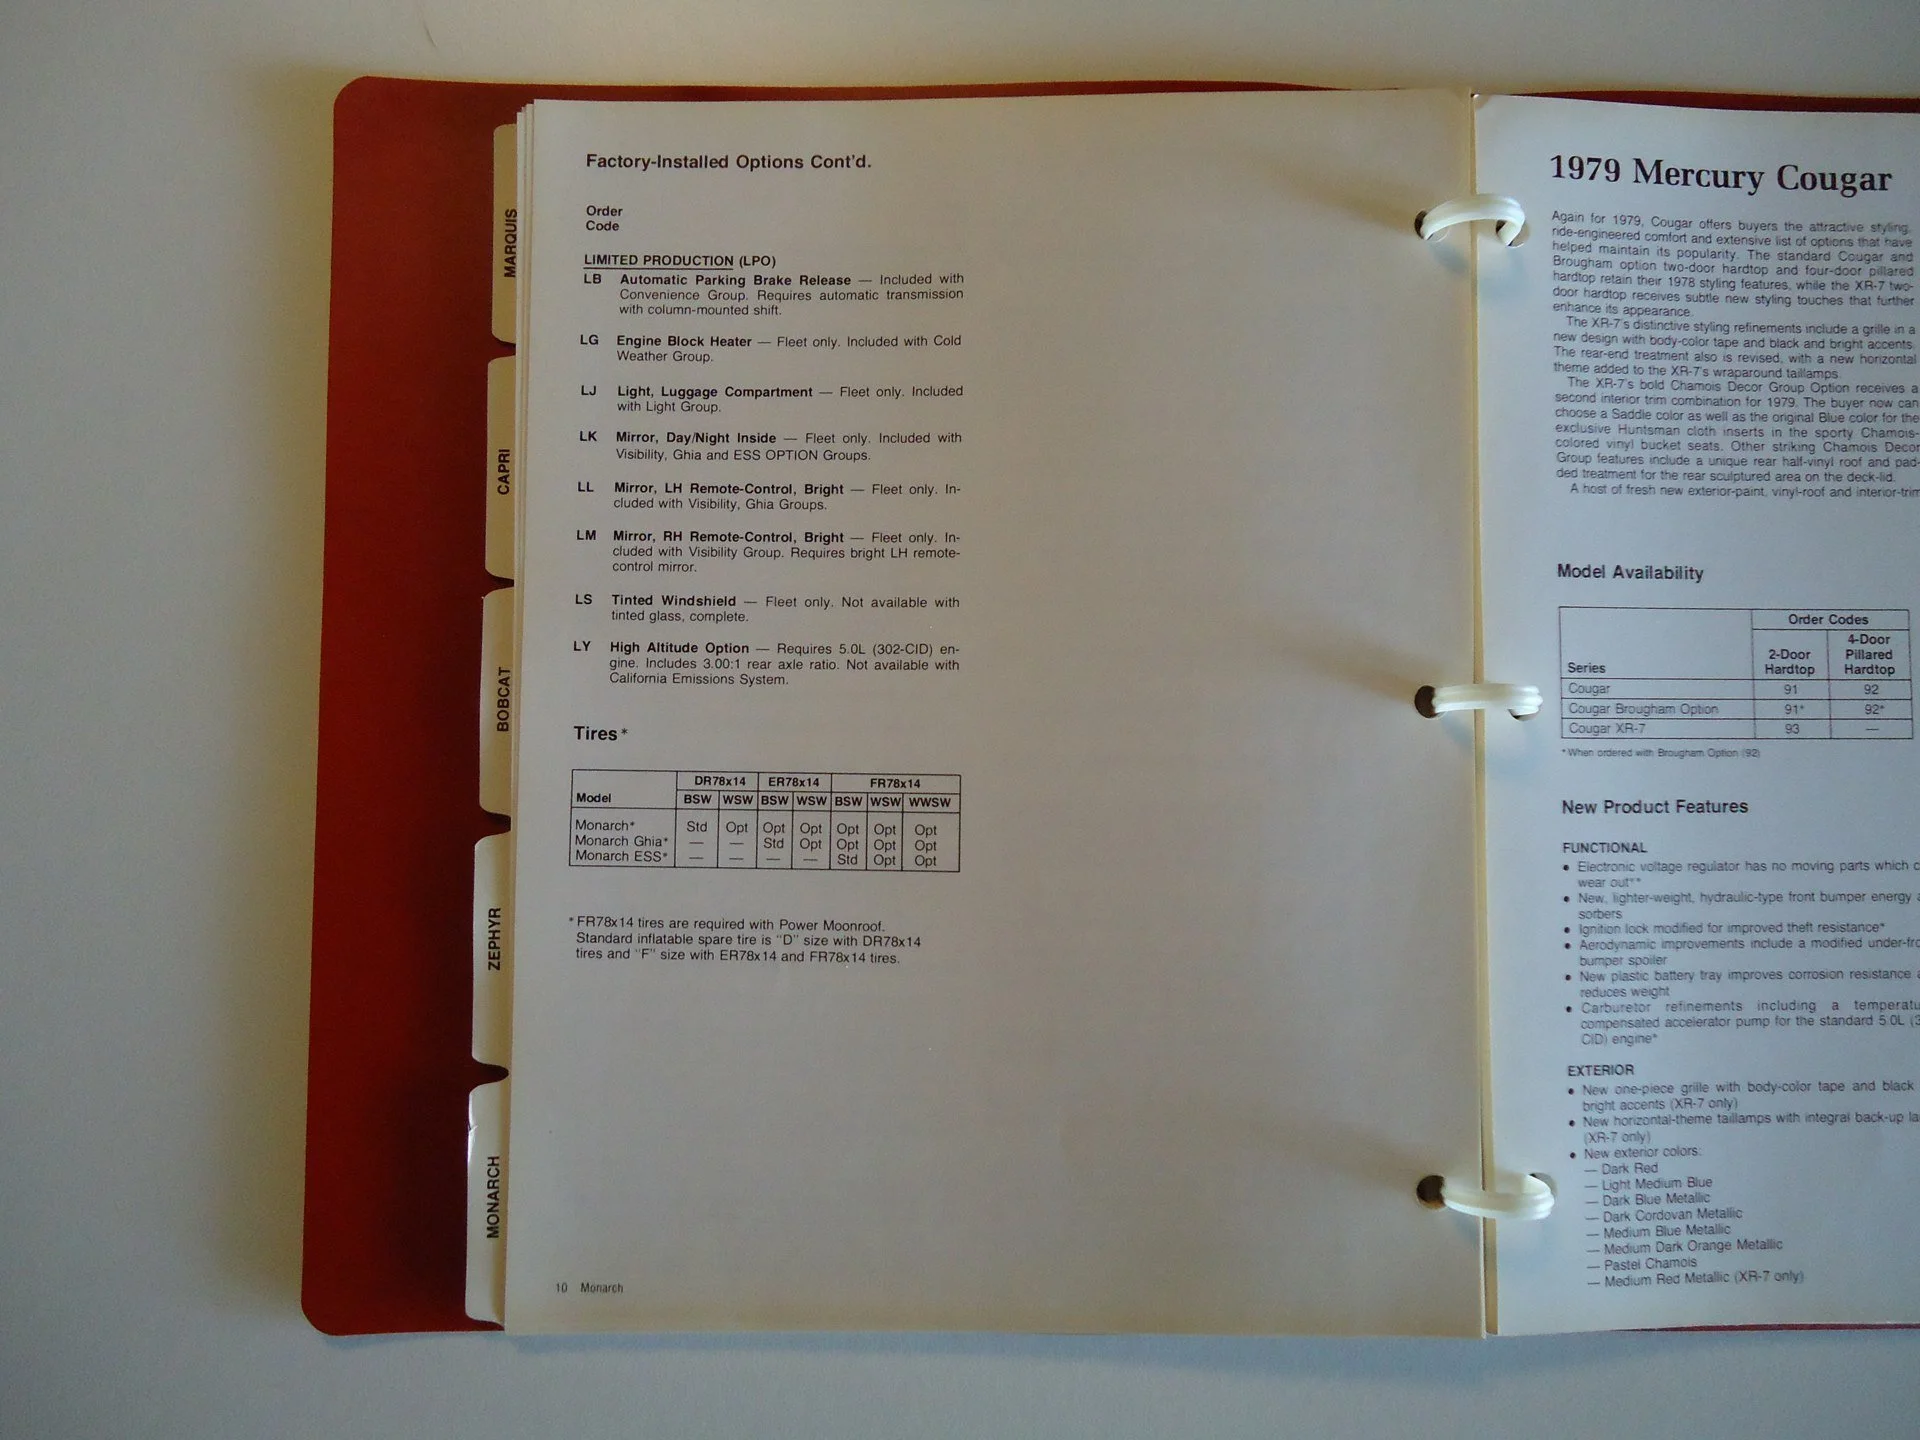 MARQUIS
CAPRI
BOBCAT
ZEPHYR
MONARCH
Factory-Installed Options Cont'd.
Order
Code
LIMITED PRODUCTION (LPO)
LB Automatic Parking Brake Release — Included with
Convenience Group. Requires automatic transmission
with column-mounted shift.
LG Engine Block Heater — Fleet only. Included with Cold
Weather Group.
LJ Light, Luggage Compartment — Fleet only. Included
with Light Group.
LK Mirror, Day/Night Inside — Fleet only. Included with
Visibility, Ghia and ESS OPTION Groups.
LL Mirror, LH Remote-Control, Bright — Fleet only. In-
cluded with Visibility, Ghia Groups.
LM Mirror, RH Remote-Control, Bright — Fleet only. In-
cluded with Visibility Group. Requires bright LH remote-
control mirror.
LS Tinted Windshield — Fleet only. Not available with
tinted glass, complete.
LY High Altitude Option — Requires 5.0L (302-CID) en-
gine. Includes 3.00:1 rear axle ratio. Not available with
California Emissions System.
Tires*
DR78x14 ER78x14 FR78x14
Model BSW WSW BSW WSW BSW WSW WWSW
Monarch* Std Opt Opt Opt Opt Opt Opt
Monarch Ghia* — — Std Opt Opt Opt Opt
Monarch ESS* — — — — Std Opt Opt
*FR78x14 tires are required with Power Moonroof.
Standard inflatable spare tire is "D" size with DR78x14
tires and "F" size with ER78x14 and FR78x14 tires.
10 Monarch
1979 Mercury Cougar
Again for 1979, Cougar offers buyers the attractive styling,
ride-engineered comfort and extensive list of options that have
helped maintain its popularity. The standard Cougar and
Brougham option two-door hardtop and four-door pillared
hardtop retain their 1978 styling features, while the XR-7 two-
door hardtop receives subtle new styling touches that further
enhance its appearance.
The XR-7's distinctive styling refinements include a grille in a
new design with body-color tape and black and bright accents.
The rear-end treatment also is revised, with a new horizontal
theme added to the XR-7's wraparound taillamps.
The XR-7's bold Chamois Decor Group Option receives a
second interior trim combination for 1979. The buyer now can
choose a Saddle color as well as the original Blue color for the
exclusive Huntsman cloth inserts in the sporty Chamois-
colored vinyl bucket seats. Other striking Chamois Decor
Group features include a unique rear half-vinyl roof and pad-
ded treatment for the rear sculptured area on the deck-lid.
A host of fresh new exterior-paint, vinyl-roof and interior-trim
Model Availability
Order Codes
Series 2-Door Hardtop 4-Door Pillared Hardtop
Cougar 91 92
Cougar Brougham Option 91* 92*
Cougar XR-7 93 —
*When ordered with Brougham Option (92)
New Product Features
FUNCTIONAL
• Electronic voltage regulator has no moving parts which c
wear out**
• New, lighter-weight, hydraulic-type front bumper energy a
sorbers
• Ignition lock modified for improved theft resistance*
• Aerodynamic improvements include a modified under-fro
bumper spoiler
• New plastic battery tray improves corrosion resistance a
reduces weight
• Carburetor refinements including a temperatu
compensated accelerator pump for the standard 5.0L (3
CID) engine*
EXTERIOR
• New one-piece grille with body-color tape and black
bright accents (XR-7 only)
• New horizontal-theme taillamps with integral back-up la
(XR-7 only)
• New exterior colors:
— Dark Red
— Light Medium Blue
— Dark Blue Metallic
— Dark Cordovan Metallic
— Medium Blue Metallic
— Medium Dark Orange Metallic
— Pastel Chamois
— Medium Red Metallic (XR-7 only)